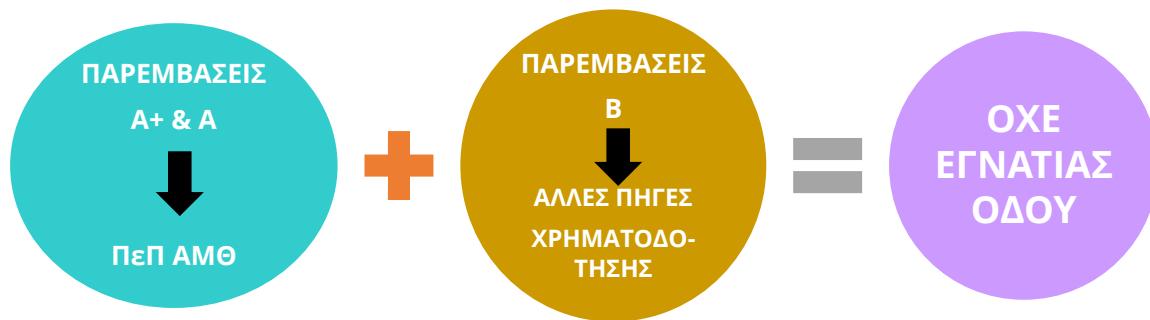 ΠΑΡΕΜΒΑΣΕΙΣ
Α+ & Α
ΠεΠ ΑΜΘ
ΠΑΡΕΜΒΑΣΕΙΣ
Β
ΑΛΛΕΣ ΠΗΓΕΣ
ΧΡΗΜΑΤΟΔΟ-
ΤΗΣΗΣ
ΟΧΕ
ΕΓΝΑΤΙΑΣ
ΟΔΟΥ